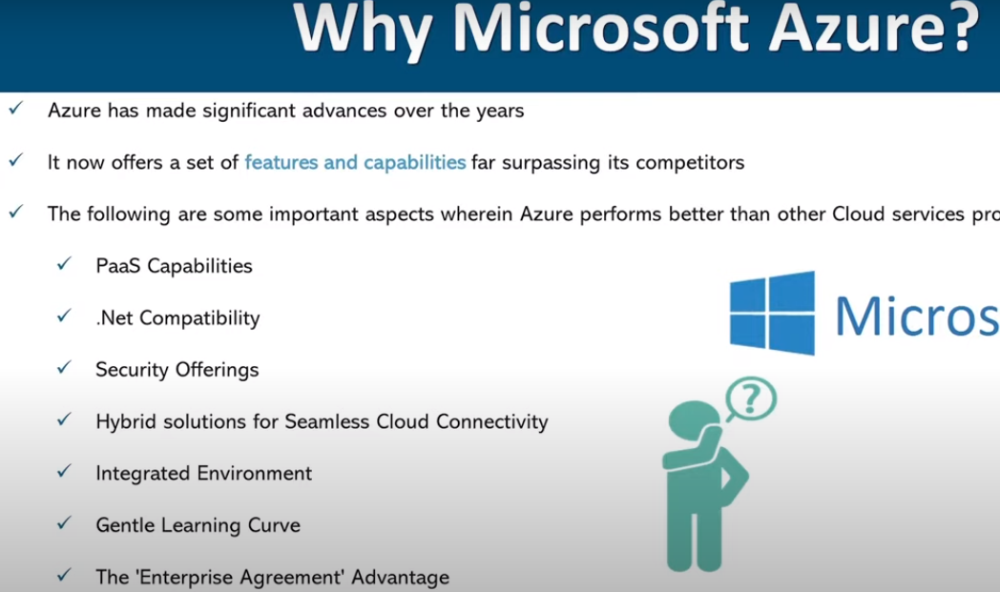 Why Microsoft Azure?
Azure has made significant advances over the years
It now offers a set of features and capabilities far surpassing its competitors
The following are some important aspects wherein Azure performs better than other Cloud services pro
PaaS Capabilities
.Net Compatibility
Micros
Security Offerings
?
Hybrid solutions for Seamless Cloud Connectivity
Integrated Environment
Gentle Learning Curve
The 'Enterprise Agreement' Advantage